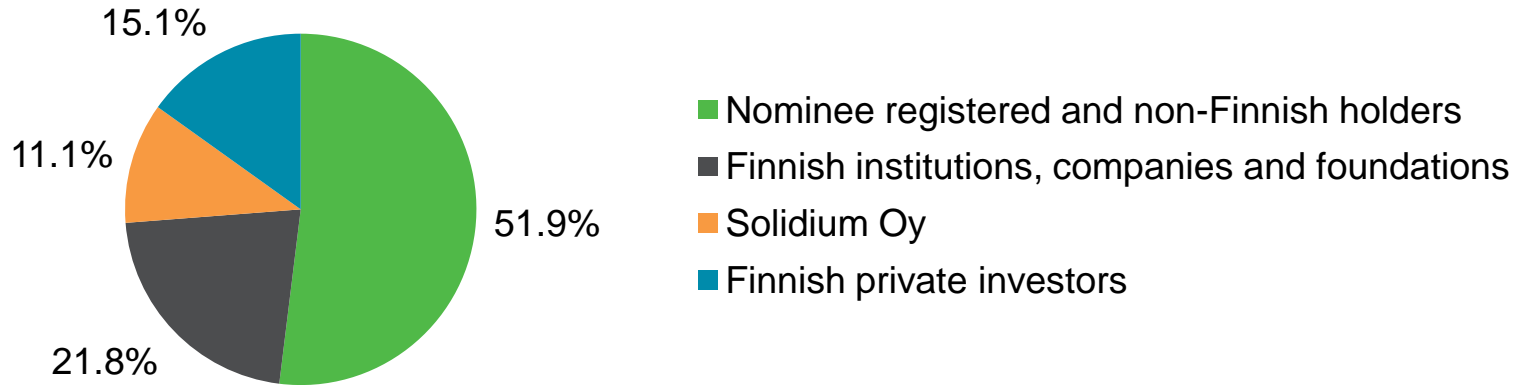 15.1%
11.1%
51.9%
21.8%
Nominee registered and non-Finnish holders
Finnish institutions, companies and foundations
Solidium Oy
Finnish private investors